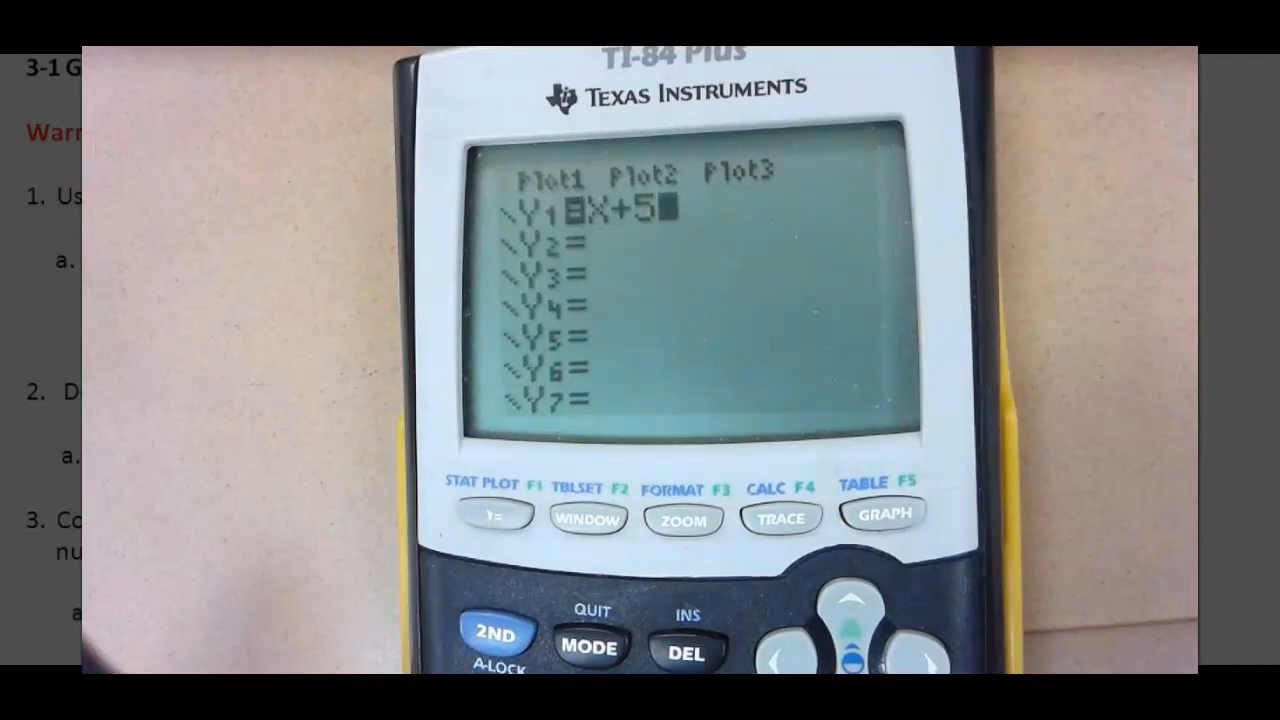 3-1 G
Warr
1. Us
a.
2. D
a.
3. Co
nu
a
TI-84 Plus
TEXAS INSTRUMENTS
Plot1 Plot2 Plot3
\Y1=X+5
\Y2=
\Y3=
\Y4=
\Y5=
\Y6=
\Y7=
STAT PLOT F1 TBLSET F2 FORMAT F3 CALC F4 TABLE F5
Y= WINDOW ZOOM TRACE GRAPH
QUIT INS
2ND MODE DEL
A-LOCK